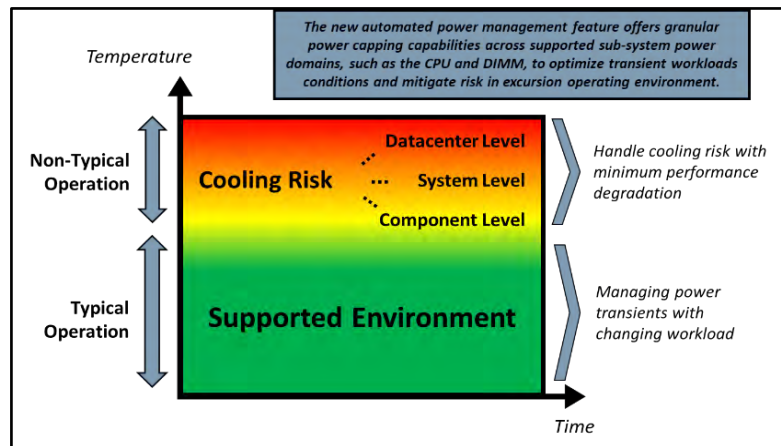 The new automated power management feature offers granular
power capping capabilities across supported sub-system power
domains, such as the CPU and DIMM, to optimize transient workloads
conditions and mitigate risk in excursion operating environment.
Temperature
Non-Typical
Operation
Cooling Risk
Datacenter Level
System Level
Component Level
Handle cooling risk with
minimum performance
degradation
Typical
Operation
Supported Environment
Managing power
transients with
changing workload
Time